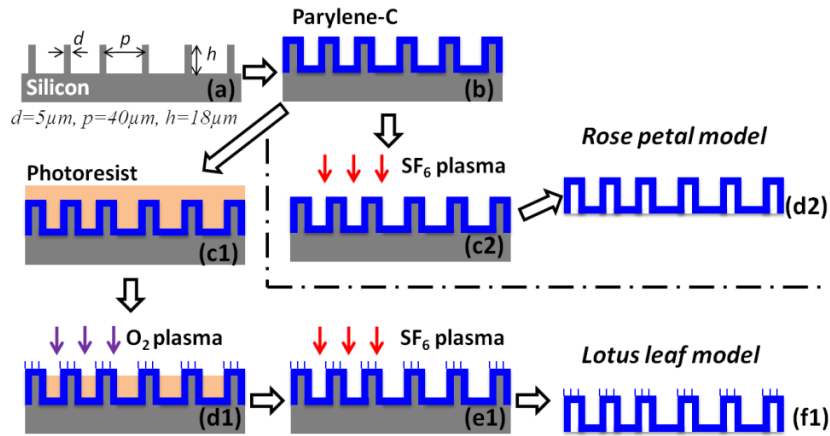 Parylene-C
d
p
h
Silicon
(a)
(b)
d=5μm, p=40μm, h=18μm
Rose petal model
Photoresist
SF₆ plasma
(c1)
(c2)
(d2)
O₂ plasma
SF₆ plasma
Lotus leaf model
(d1)
(e1)
(f1)